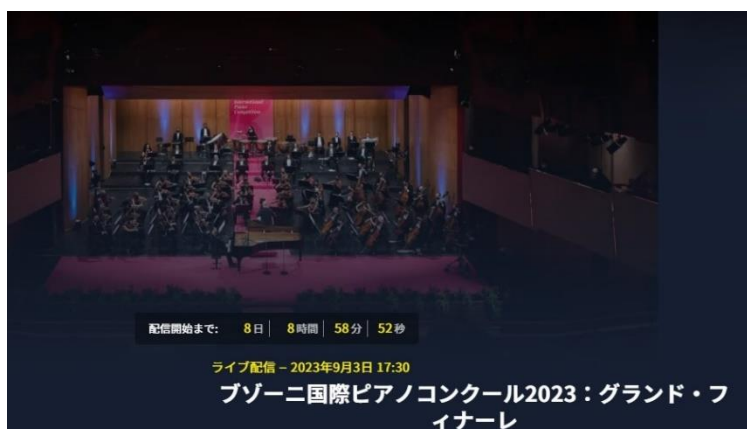 International
Piano
Competition
配信開始まで: 8日 8時間 58分 52秒
ライブ配信 – 2023年9月3日 17:30
ブゾーニ国際ピアノコンクール2023：グランド・フ
ィナーレ